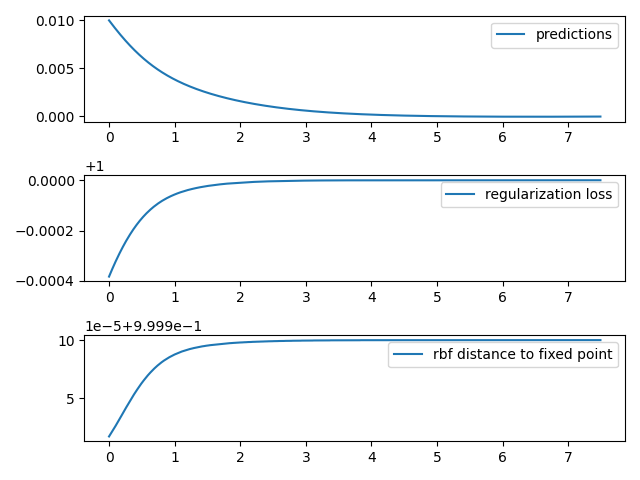 0.010
0.005
0.000
predictions
0 1 2 3 4 5 6 7
+1
0.0000
−0.0002
−0.0004
regularization loss
0 1 2 3 4 5 6 7
1e−5+9.999e−1
10
5
rbf distance to fixed point
0 1 2 3 4 5 6 7